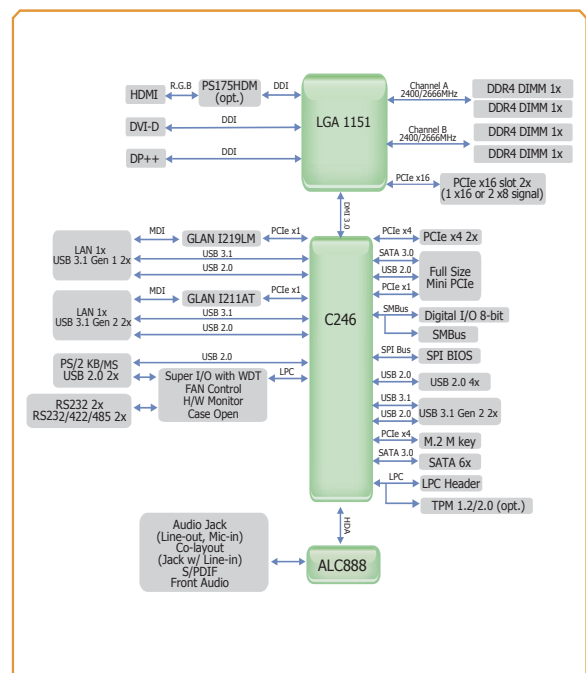 HDMI
R.G.B
PS175HDM
(opt.)
DDI
DVI-D
DDI
DP++
DDI
LGA 1151
Channel A
2400/2666MHz
DDR4 DIMM 1x
DDR4 DIMM 1x
Channel B
2400/2666MHz
DDR4 DIMM 1x
DDR4 DIMM 1x
PCIe x16
PCIe x16 slot 2x
(1 x16 or 2 x8 signal)
DMI 3.0
LAN 1x
USB 3.1 Gen 1 2x
MDI
GLAN I219LM
PCIe x1
USB 3.1
USB 2.0
LAN 1x
USB 3.1 Gen 2 2x
MDI
GLAN I211AT
PCIe x1
USB 3.1
USB 2.0
PS/2 KB/MS
USB 2.0 2x
USB 2.0
Super I/O with WDT
FAN Control
H/W Monitor
Case Open
LPC
RS232 2x
RS232/422/485 2x
C246
PCIe x4
PCIe x4 2x
SATA 3.0
USB 2.0
PCIe x1
Full Size
Mini PCIe
SMBus
Digital I/O 8-bit
SMBus
SPI Bus
SPI BIOS
USB 2.0
USB 2.0 4x
USB 3.1
USB 2.0
USB 3.1 Gen 2 2x
PCIe x4
M.2 M key
SATA 3.0
SATA 6x
LPC
LPC Header
TPM 1.2/2.0 (opt.)
HDA
Audio Jack
(Line-out, Mic-in)
Co-layout
(Jack w/ Line-in)
S/PDIF
Front Audio
ALC888